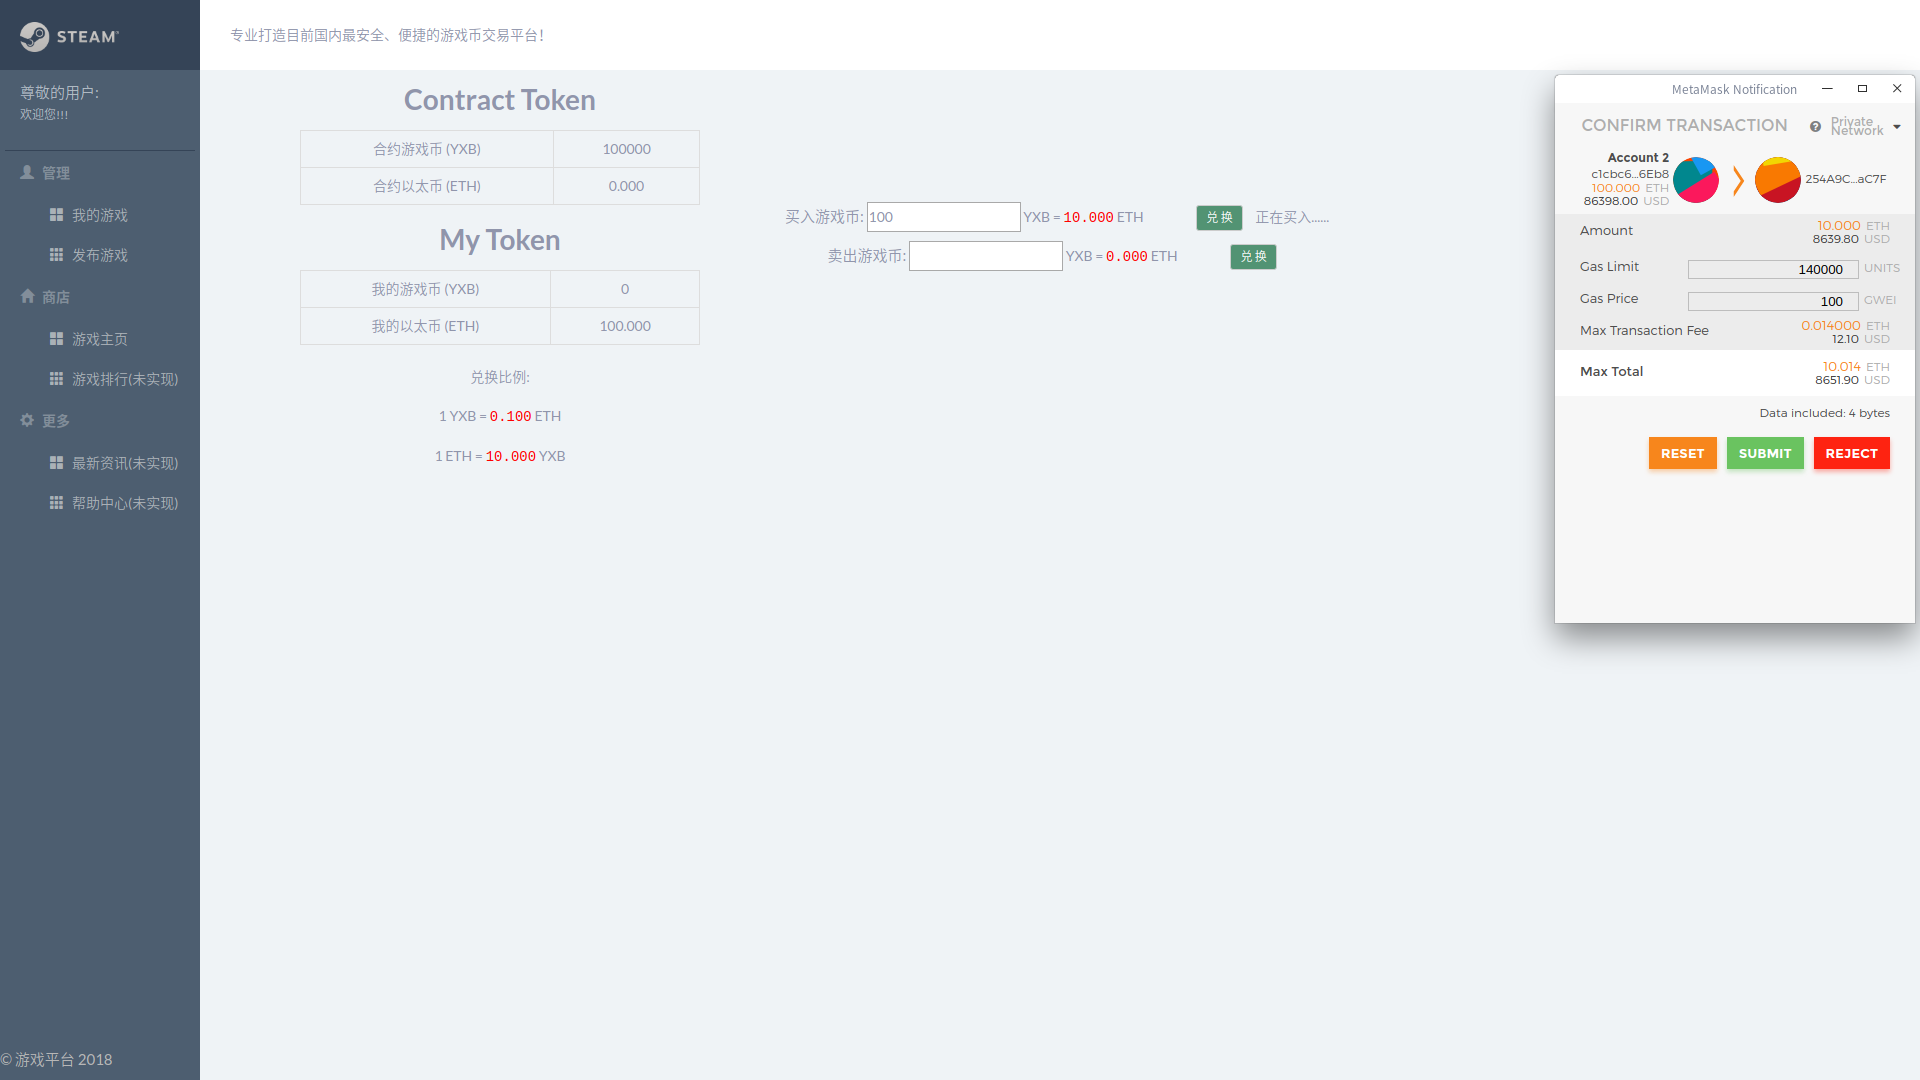 STEAM
专业打造目前国内最安全、便捷的游戏币交易平台!
尊敬的用户:
欢迎您!!!
管理
我的游戏
发布游戏
商店
游戏主页
游戏排行(未实现)
更多
最新资讯(未实现)
帮助中心(未实现)
© 游戏平台 2018
Contract Token
合约游戏币 (YXB) 100000
合约以太币 (ETH) 0.000
My Token
我的游戏币 (YXB) 0
我的以太币 (ETH) 100.000
兑换比例:
1 YXB = 0.100 ETH
1 ETH = 10.000 YXB
买入游戏币: 100 YXB = 10.000 ETH 兑 换 正在买入......
卖出游戏币: YXB = 0.000 ETH 兑 换
MetaMask Notification
CONFIRM TRANSACTION Private Network
Account 2
c1cbc6...6Eb8 254A9C...aC7F
100.000 ETH
86398.00 USD
Amount 10.000 ETH
8639.80 USD
Gas Limit 140000 UNITS
Gas Price 100 GWEI
Max Transaction Fee 0.014000 ETH
12.10 USD
Max Total 10.014 ETH
8651.90 USD
Data included: 4 bytes
RESET SUBMIT REJECT